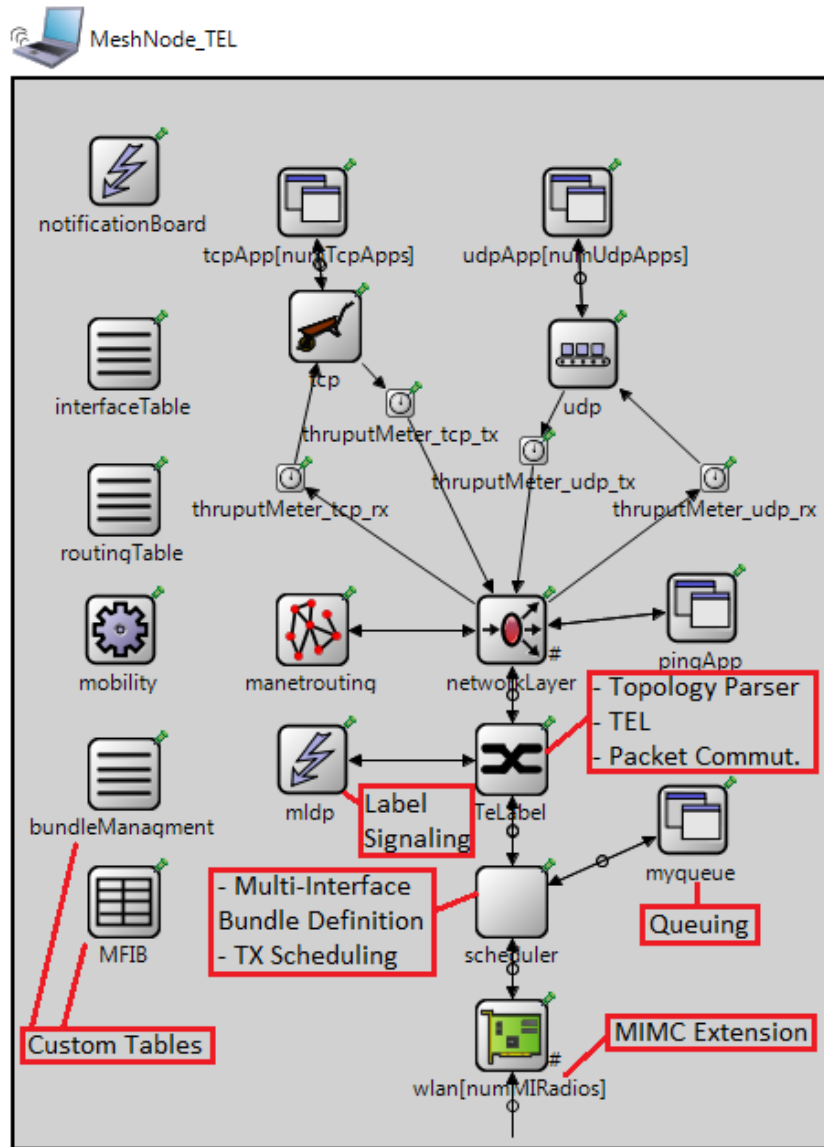 MeshNode_TEL
notificationBoard
tcpApp[numTcpApps]
udpApp[numUdpApps]
interfaceTable
tcp
udp
thruputMeter_tcp_tx
thruputMeter_udp_tx
thruputMeter_tcp_rx
thruputMeter_udp_rx
routingTable
mobility
manetrouting
networkLayer
#
pingApp
- Topology Parser
- TEL
- Packet Commut.
bundleManagment
mldp
Label
Signaling
TeLabel
myqueue
Queuing
- Multi-Interface
Bundle Definition
- TX Scheduling
scheduler
MFIB
Custom Tables
MIMC Extension
#
wlan[numMIRadios]